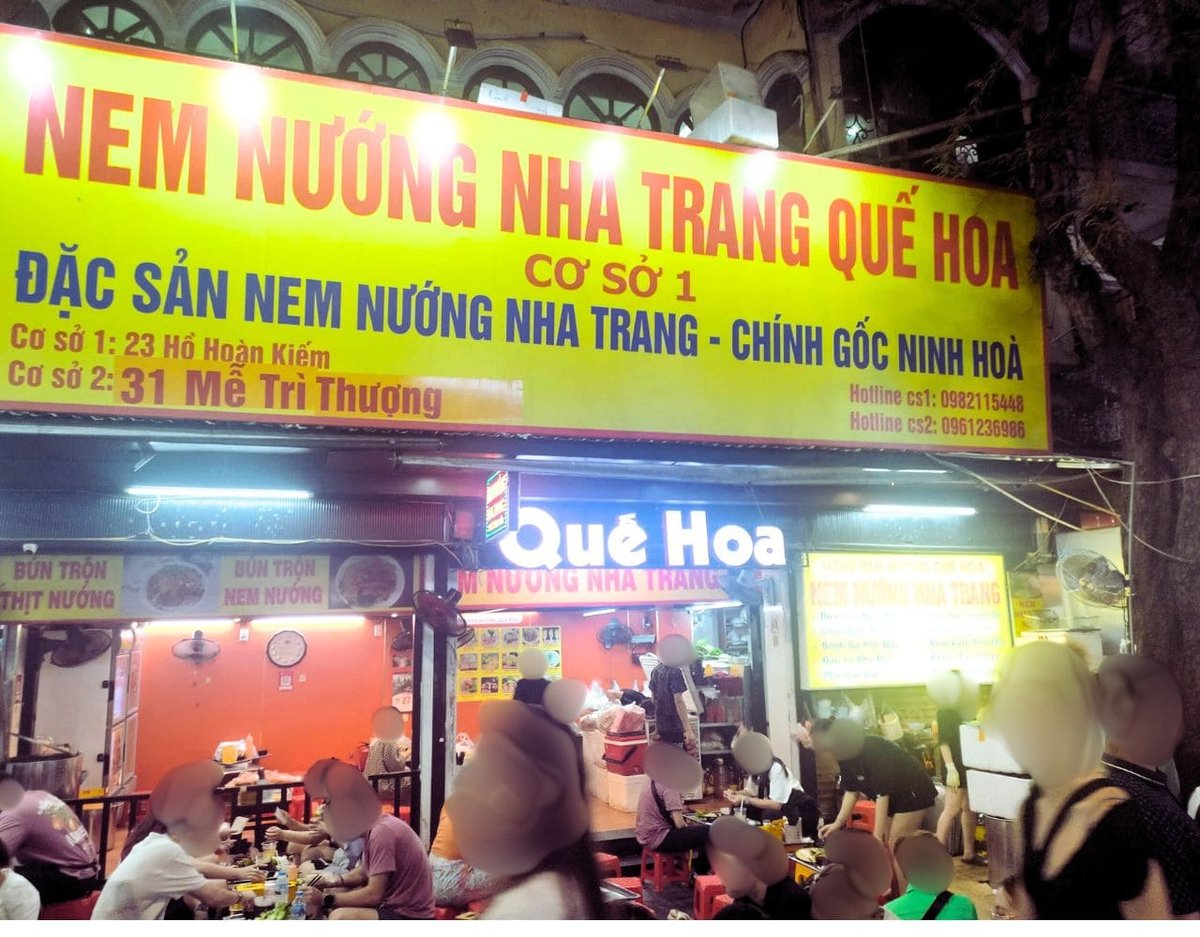 NEM NƯỚNG NHA TRANG QUẾ HOA
CƠ SỞ 1
ĐẶC SẢN NEM NƯỚNG NHA TRANG - CHÍNH GỐC NINH HOÀ
Cơ sở 1: 23 Hồ Hoàn Kiếm
Cơ sở 2: 31 Mễ Trì Thượng
Hotline cs1: 0982115448
Hotline cs2: 0961236986
Quế Hoa
BÚN TRỘN
THỊT NƯỚNG
BÚN TRỘN
NEM NƯỚNG
M NƯỚNG NHA TRANG
NEM NƯỚNG NHA TRANG